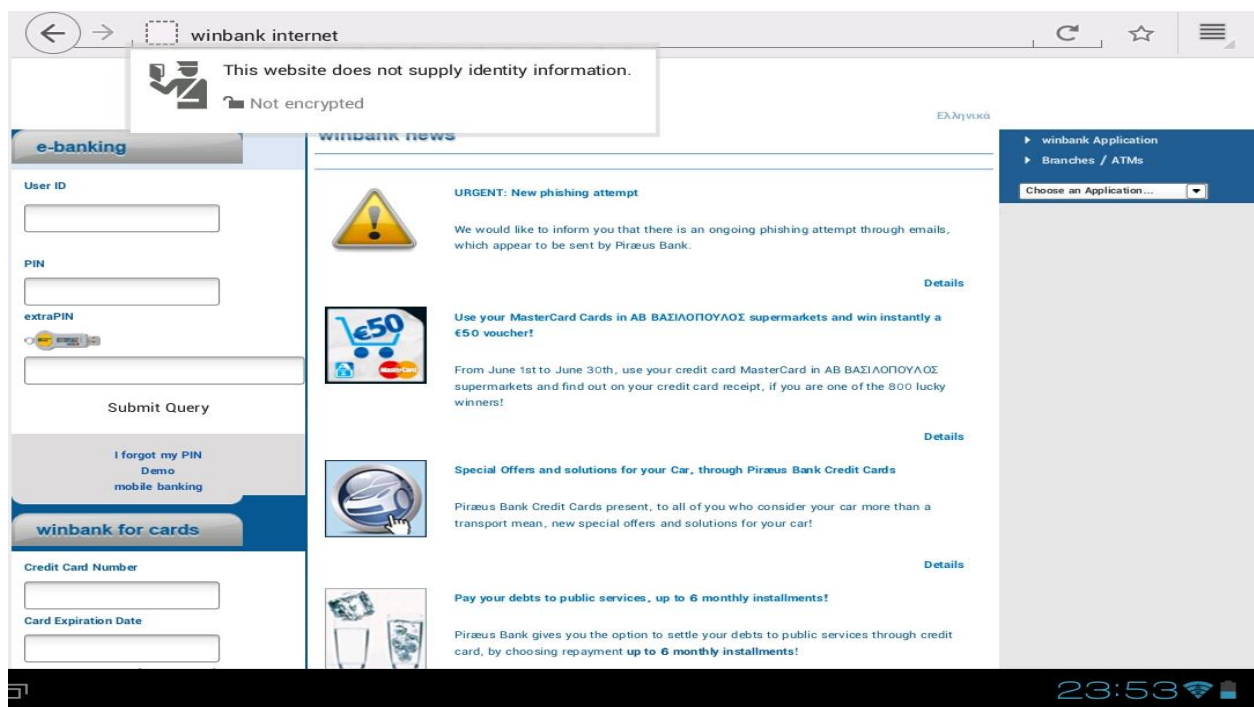 winbank internet
This website does not supply identity information.
Not encrypted
Ελληνικά
e-banking
User ID
PIN
extraPIN
Submit Query
I forgot my PIN
Demo
mobile banking
winbank for cards
Credit Card Number
Card Expiration Date
winbank news
URGENT: New phishing attempt
We would like to inform you that there is an ongoing phishing attempt through emails,
which appear to be sent by Piræus Bank.
Details
€50
MasterCard
Use your MasterCard Cards in ΑΒ ΒΑΣΙΛΟΠΟΥΛΟΣ supermarkets and win instantly a
€50 voucher!
From June 1st to June 30th, use your credit card MasterCard in ΑΒ ΒΑΣΙΛΟΠΟΥΛΟΣ
supermarkets and find out on your credit card receipt, if you are one of the 800 lucky
winners!
Details
Special Offers and solutions for your Car, through Piræus Bank Credit Cards
Piræus Bank Credit Cards present, to all of you who consider your car more than a
transport mean, new special offers and solutions for your car!
Details
Pay your debts to public services, up to 6 monthly installments!
Piræus Bank gives you the option to settle your debts to public services through credit
card, by choosing repayment up to 6 monthly installments!
winbank Application
Branches / ATMs
Choose an Application...
23:53